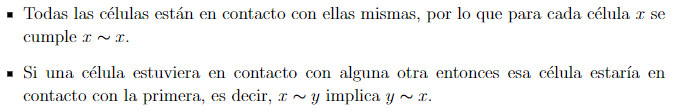 ▪ Todas las células están en contacto con ellas mismas, por lo que para cada célula x se
cumple x ∼ x.
▪ Si una célula estuviera en contacto con alguna otra entonces esa célula estaría en
contacto con la primera, es decir, x ∼ y implica y ∼ x.